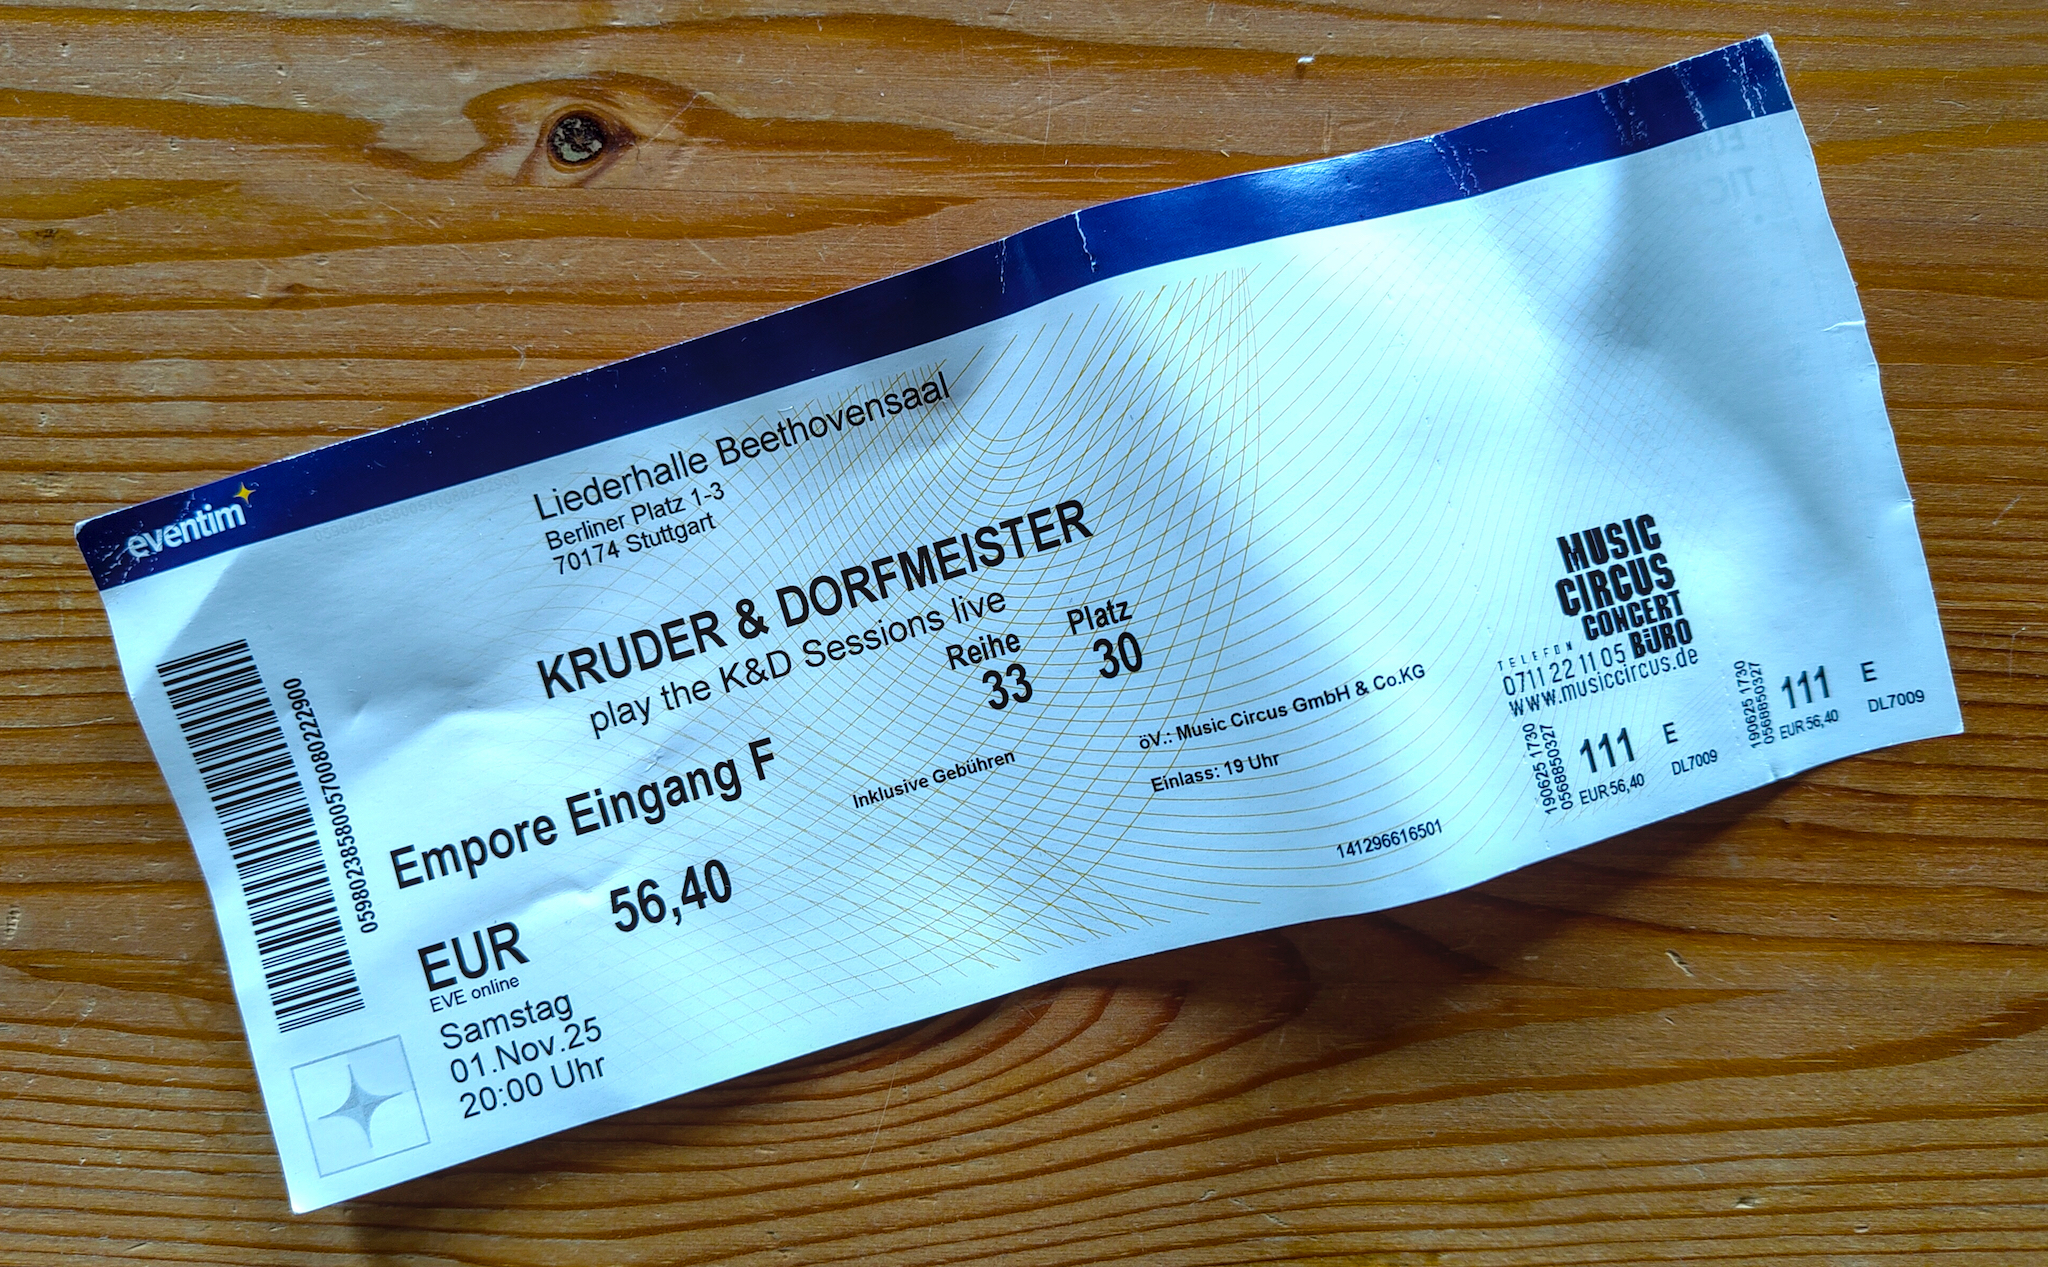 eventim
Liederhalle Beethovensaal
Berliner Platz 1-3
70174 Stuttgart
KRUDER & DORFMEISTER
play the K&D Sessions live
Reihe Platz
33 30
Empore Eingang F
Inklusive Gebühren
öV.: Music Circus GmbH & Co.KG
Einlass: 19 Uhr
EUR 56,40
EVE online
Samstag
01.Nov.25
20:00 Uhr
141296616501
059802385800570080222900
MUSIC
CIRCUS
CONCERT
BÜRO
TELEFON
0711 22 11 05
www.musiccircus.de
190625 1730
056885032​7
111 E
EUR 56,40 DL7009
190625 1730
0568850327
111 E
EUR 56,40 DL7009